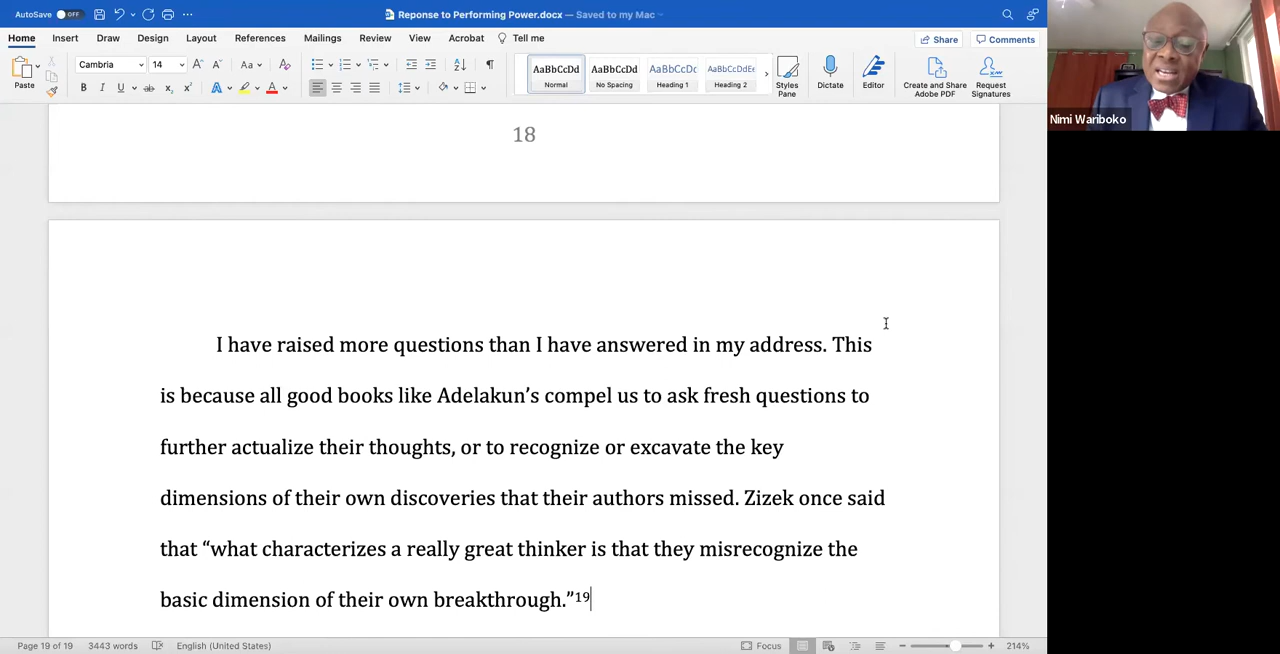 AutoSave OFF Reponse to Performing Power.docx — Saved to my Mac
Home Insert Draw Design Layout References Mailings Review View Acrobat Tell me Share Comments
Paste Cambria 14 A A Aa A AaBbCcDd AaBbCcDd AaBbCcDc AaBbCcDdEe
B I U ab x₂ x² A A Normal No Spacing Heading 1 Heading 2 Styles Pane Dictate Editor Create and Share Adobe PDF Request Signatures
Nimi Wariboko
18
I have raised more questions than I have answered in my address. This
is because all good books like Adelakun’s compel us to ask fresh questions to
further actualize their thoughts, or to recognize or excavate the key
dimensions of their own discoveries that their authors missed. Zizek once said
that “what characterizes a really great thinker is that they misrecognize the
basic dimension of their own breakthrough.”19
Page 19 of 19 3443 words English (United States) Focus 214%